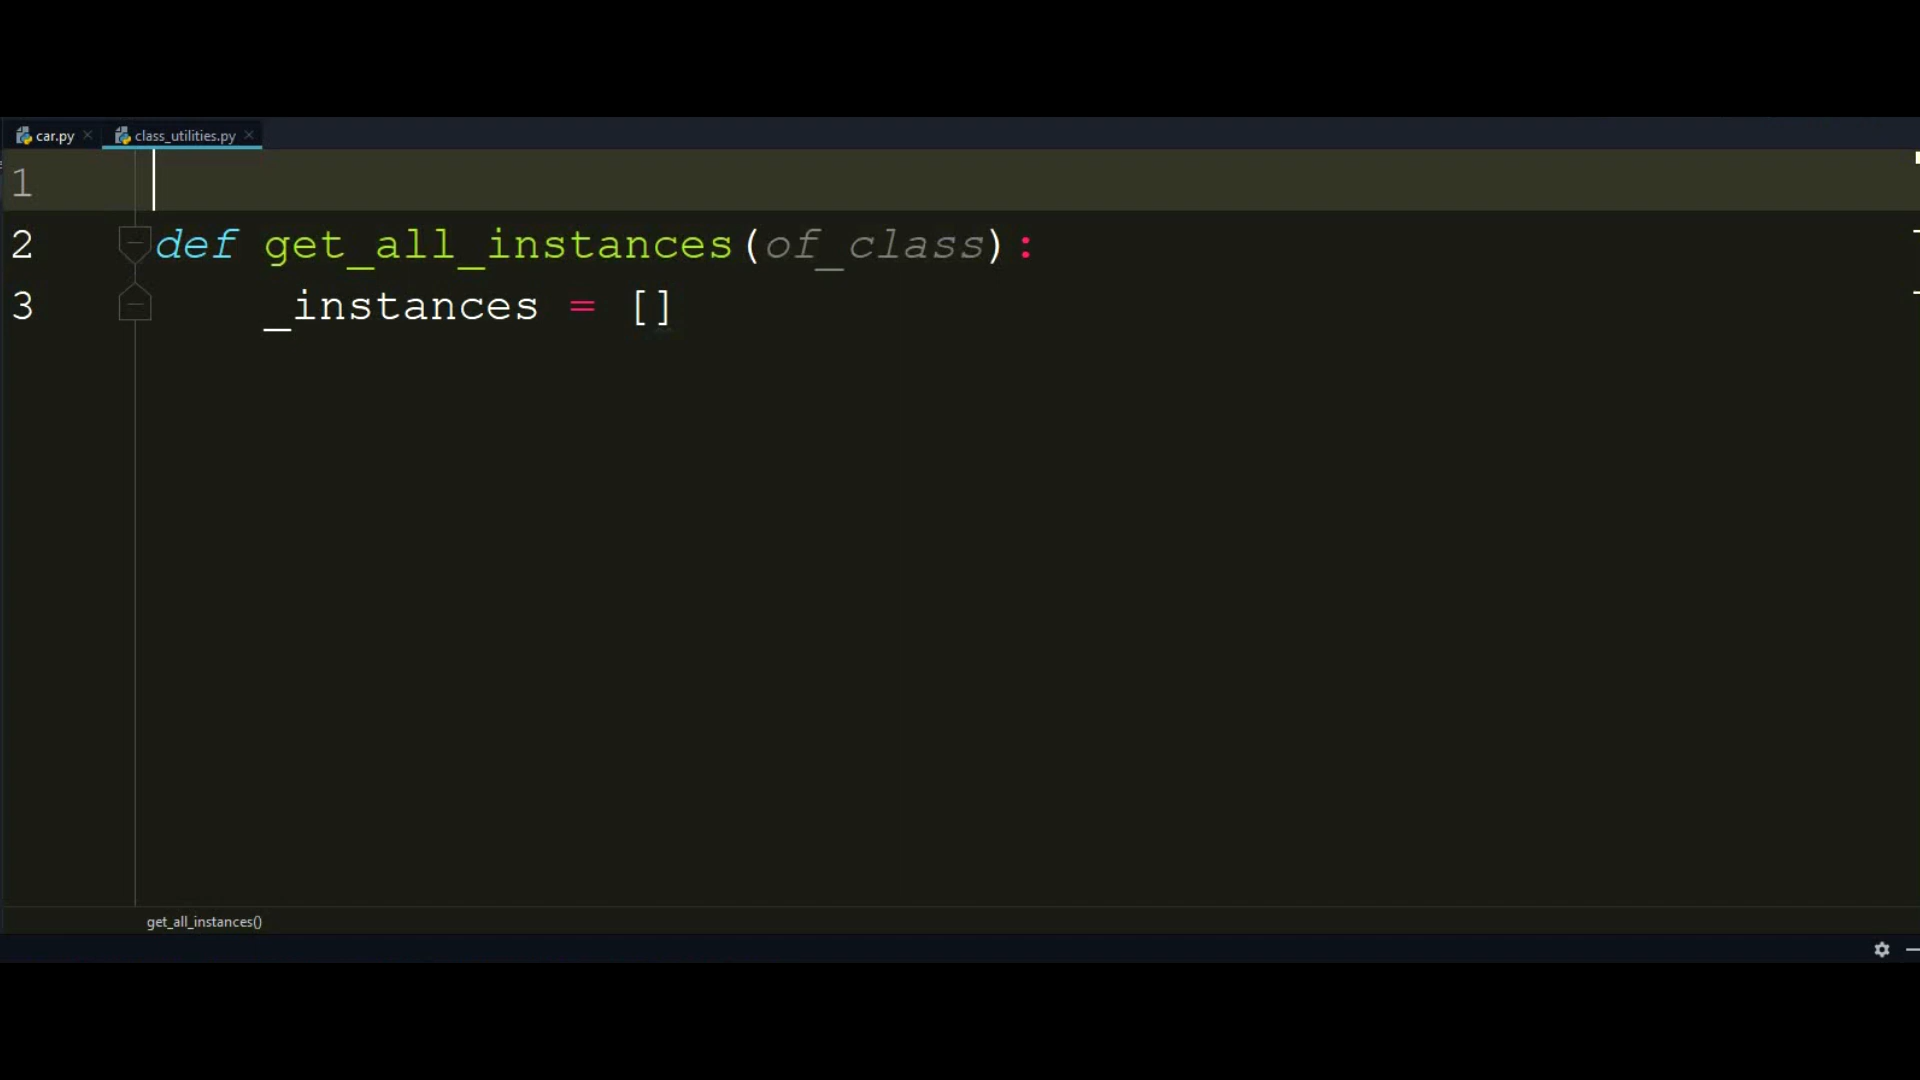 car.py class_utilities.py
1
2 def get_all_instances(of_class):
3 _instances = []
get_all_instances()